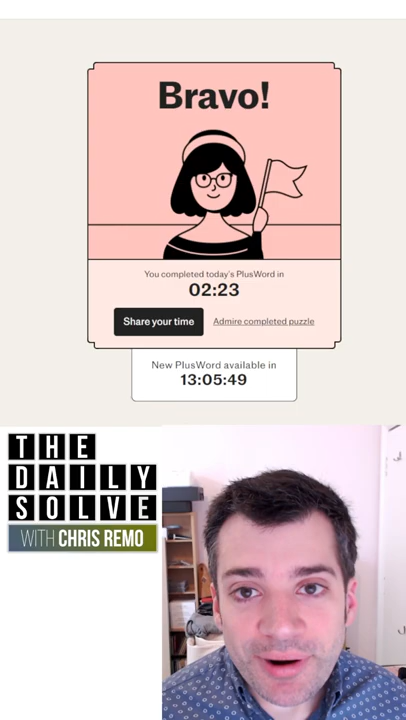 Bravo!
You completed today's PlusWord in
02:23
Share your time
Admire completed puzzle
New PlusWord available in
13:05:49
THE
DAILY
SOLVE
WITH CHRIS REMO